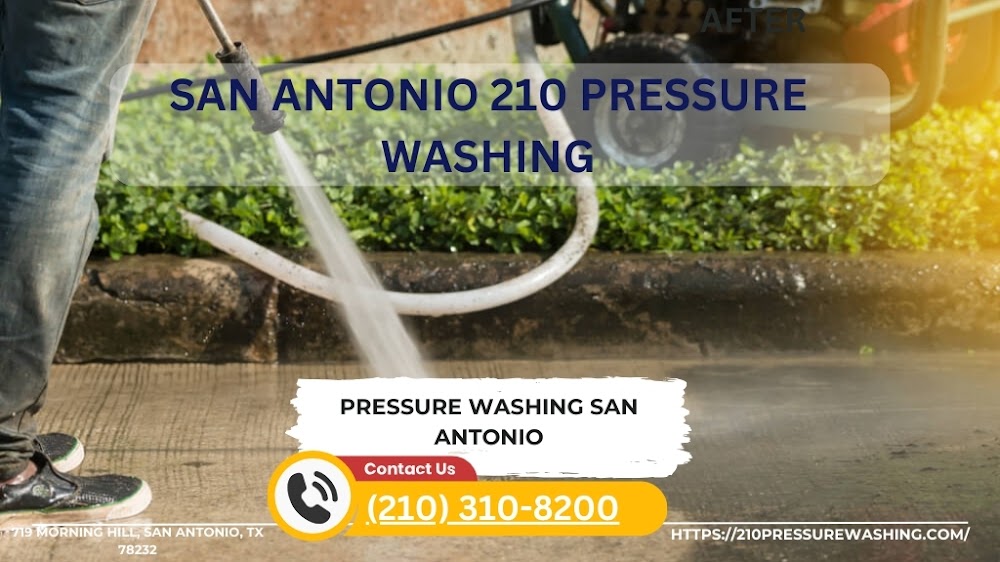 AFTER
SAN ANTONIO 210 PRESSURE
WASHING
PRESSURE WASHING SAN
ANTONIO
Contact Us
(210) 310-8200
719 MORNING HILL, SAN ANTONIO, TX
78232
HTTPS://210PRESSUREWASHING.COM/